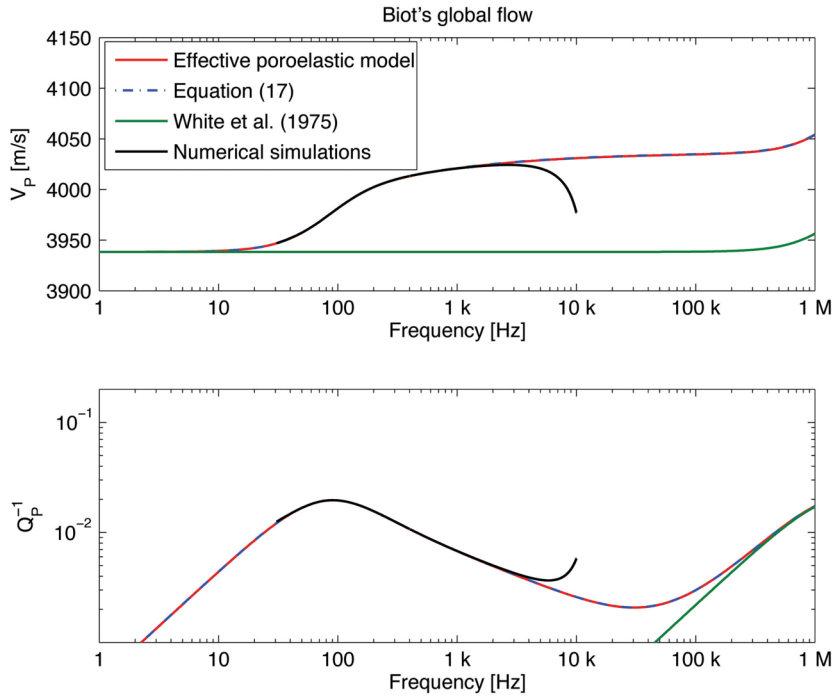 Biot's global flow
4150
4100
4050
4000
3950
3900
V_P [m/s]
Effective poroelastic model
Equation (17)
White et al. (1975)
Numerical simulations
1 10 100 1 k 10 k 100 k 1 M
Frequency [Hz]
10⁻¹
10⁻²
Q_P⁻¹
1 10 100 1 k 10 k 100 k 1 M
Frequency [Hz]